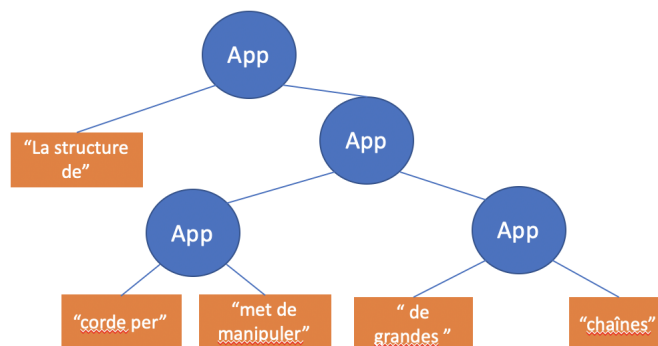 App
“La structure
de”
App
App
App
“corde per”
“met de
manipuler”
“ de
grandes ”
“chaînes”